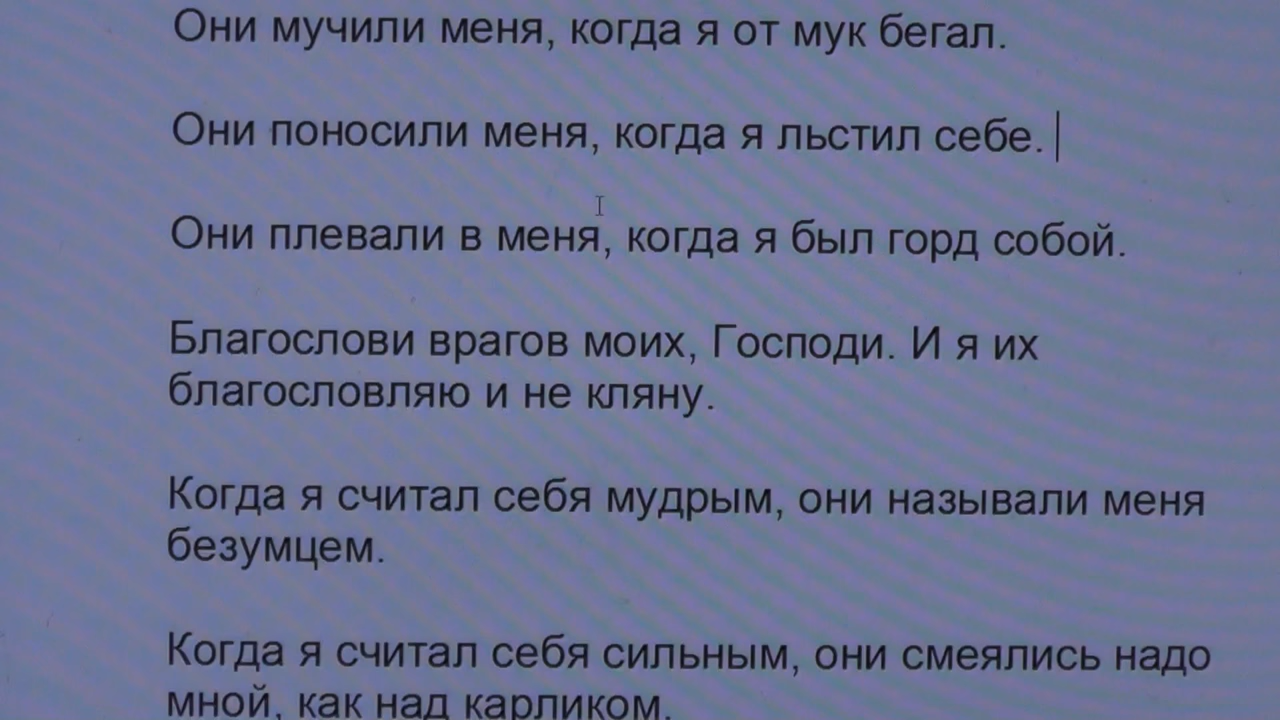 Они мучили меня, когда я от мук бегал.
Они поносили меня, когда я льстил себе.
Они плевали в меня, когда я был горд собой.
Благослови врагов моих, Господи. И я их
благословляю и не кляну.
Когда я считал себя мудрым, они называли меня
безумцем.
Когда я считал себя сильным, они смеялись надо
мной, как над карликом.